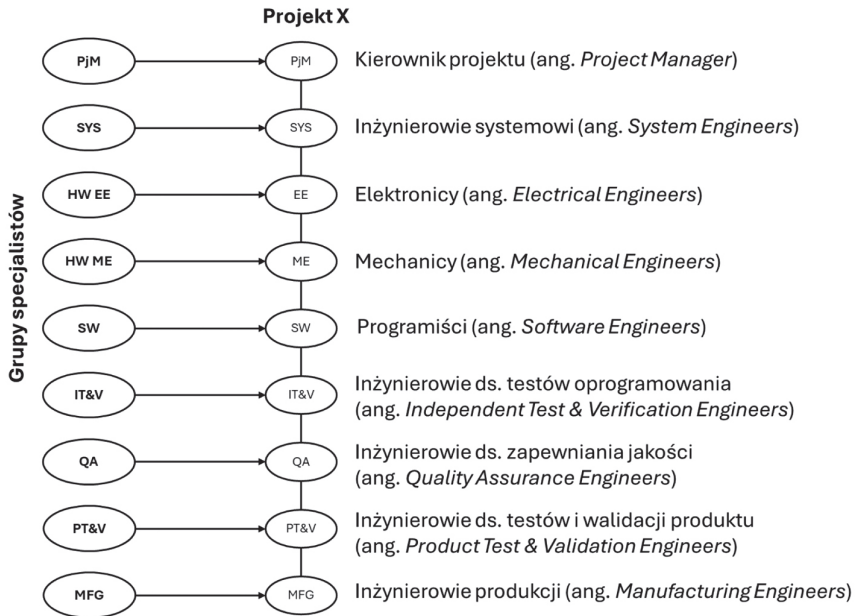 Projekt X
Grupy specjalistów
PjM PjM Kierownik projektu (ang. Project Manager)
SYS SYS Inżynierowie systemowi (ang. System Engineers)
HW EE EE Elektronicy (ang. Electrical Engineers)
HW ME ME Mechanicy (ang. Mechanical Engineers)
SW SW Programiści (ang. Software Engineers)
IT&V IT&V Inżynierowie ds. testów oprogramowania
(ang. Independent Test & Verification Engineers)
QA QA Inżynierowie ds. zapewniania jakości
(ang. Quality Assurance Engineers)
PT&V PT&V Inżynierowie ds. testów i walidacji produktu
(ang. Product Test & Validation Engineers)
MFG MFG Inżynierowie produkcji (ang. Manufacturing Engineers)